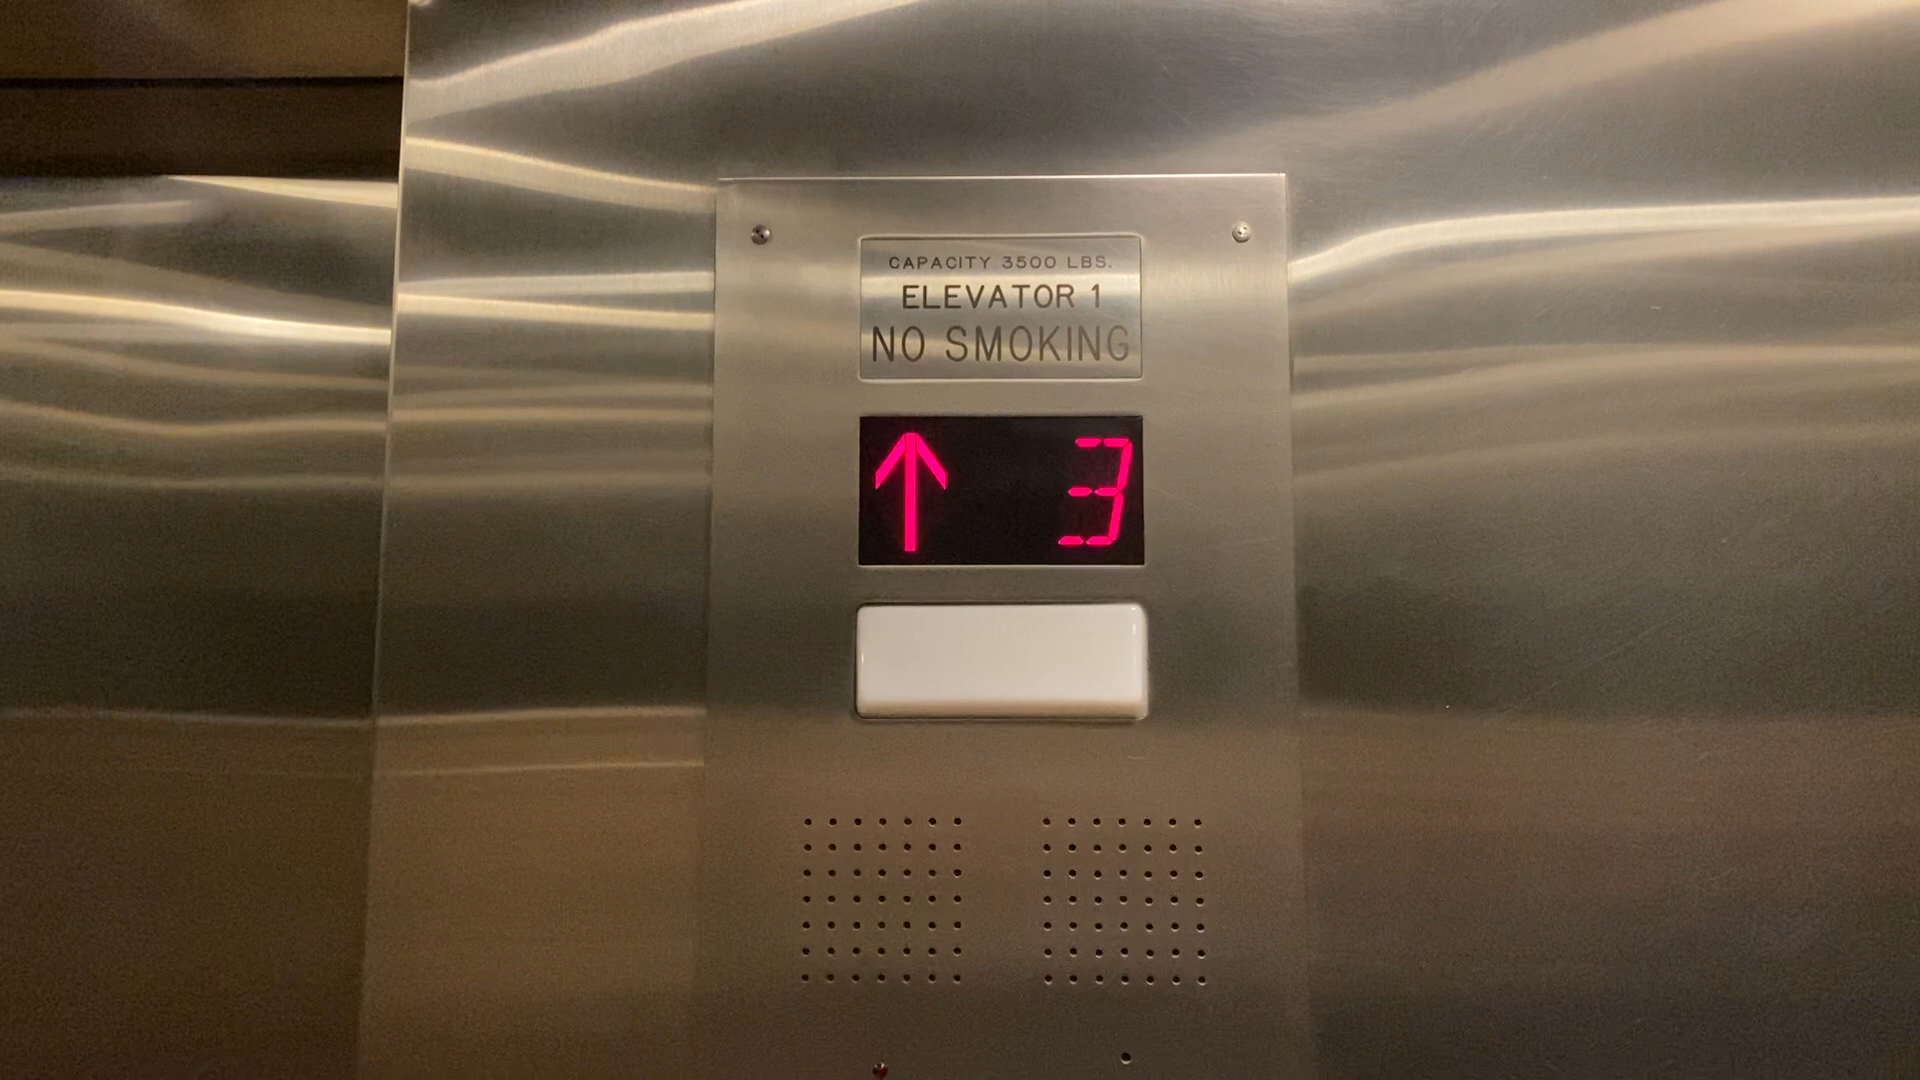 CAPACITY 3500 LBS.
ELEVATOR 1
NO SMOKING
↑ 3